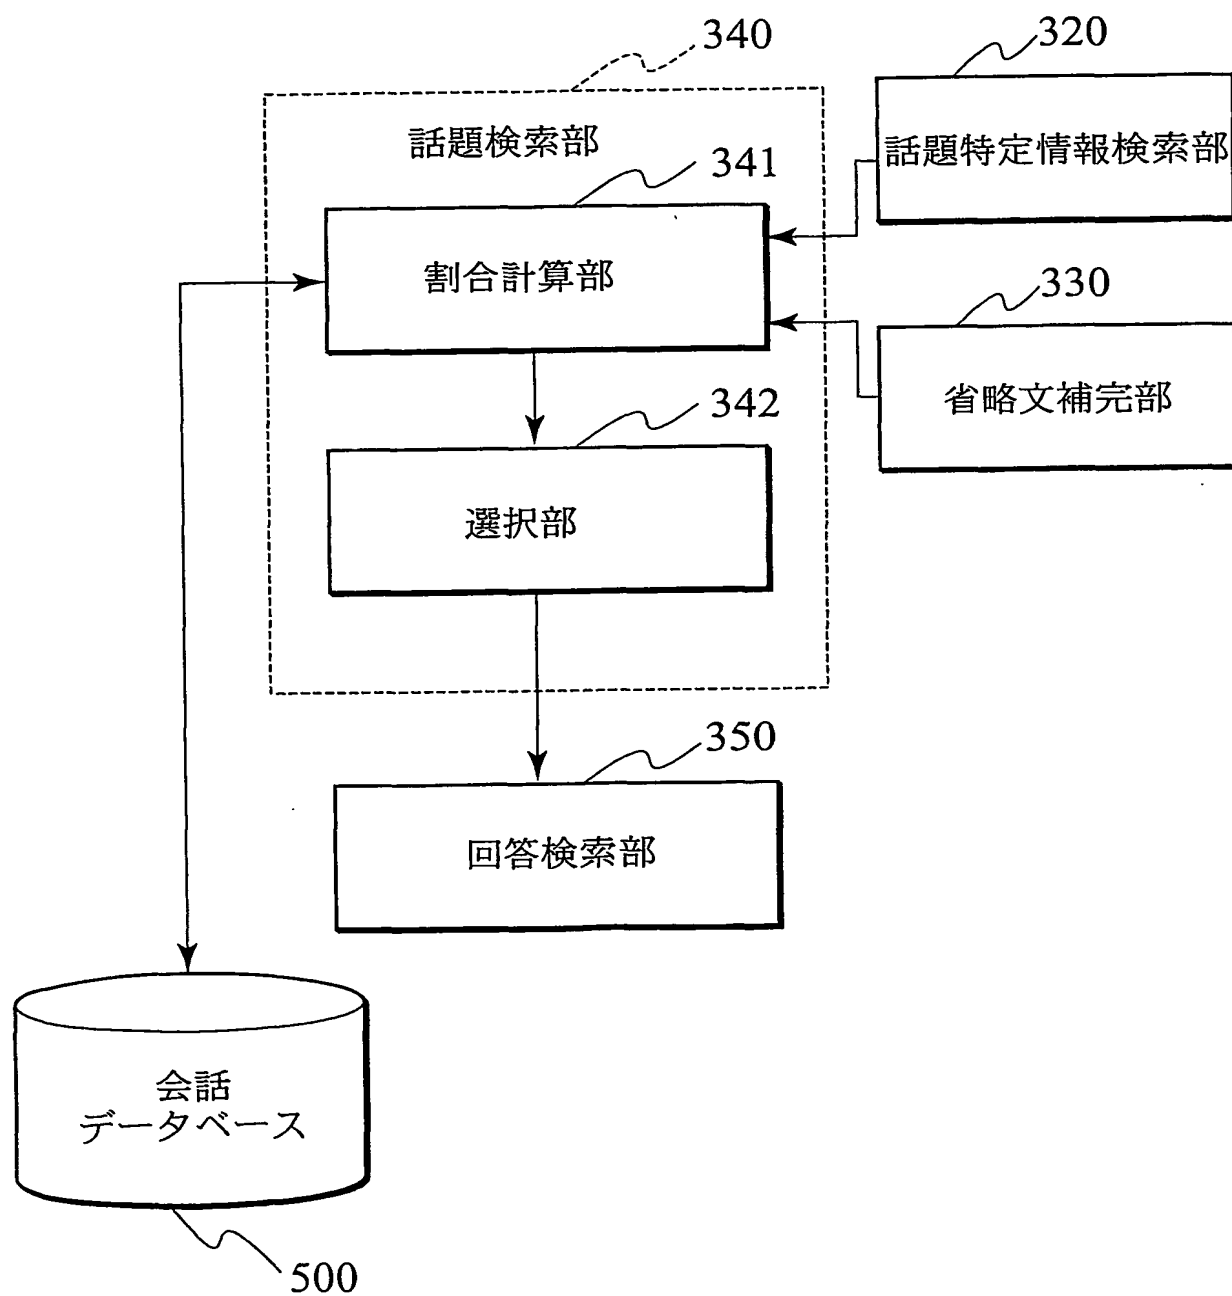 340
320
話題検索部
話題特定情報検索部
341
割合計算部
330
省略文補完部
342
選択部
350
回答検索部
会話
データベース
500